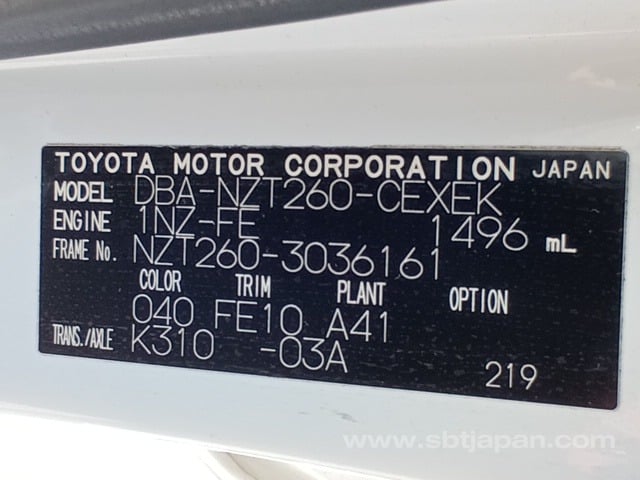 TOYOTA MOTOR CORPORATION JAPAN
MODEL DBA-NZT260-CEXEK
ENGINE 1NZ-FE 1496 mL
FRAME No. NZT260-3036161
COLOR TRIM PLANT OPTION
040 FE10 A41
TRANS./AXLE K310 -03A
219
www.sbtjapan.com